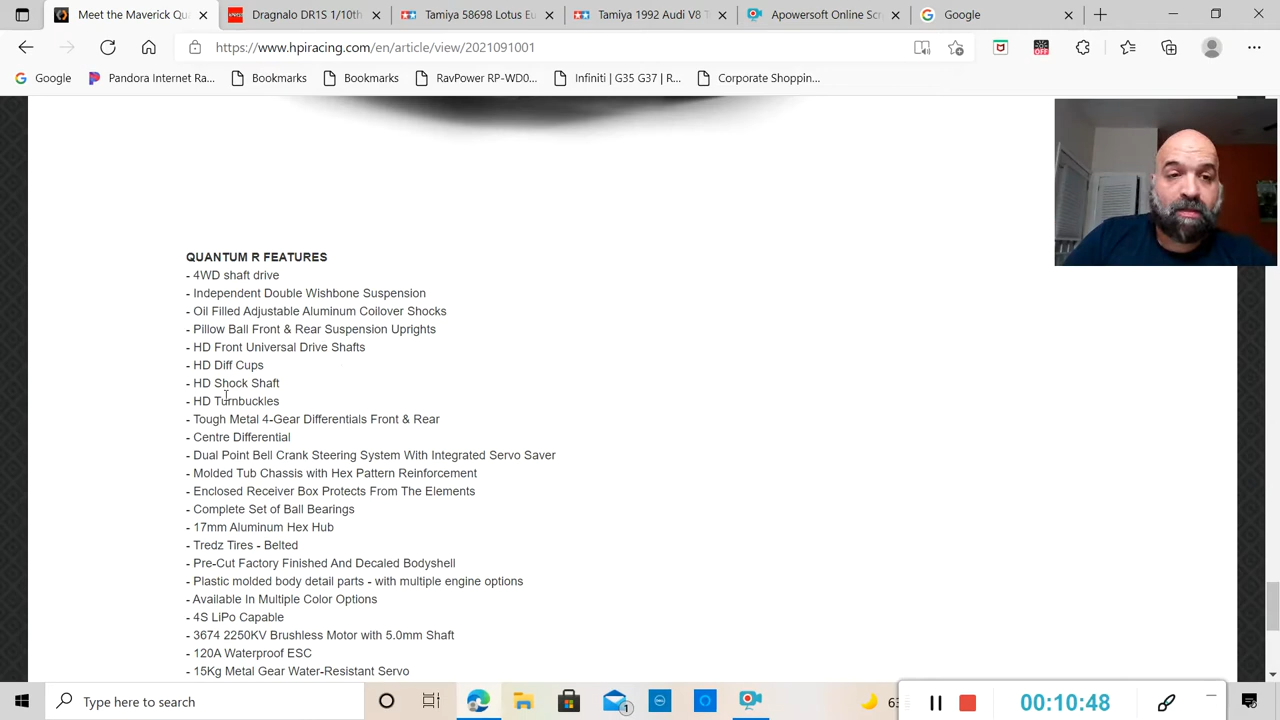 Meet the Maverick Qua
Dragnalo DR1S 1/10th
Tamiya 58698 Lotus Eu
Tamiya 1992 Audi V8 T
Apowersoft Online Scr
Google
https://www.hpiracing.com/en/article/view/2021091001
Google
Pandora Internet Ra...
Bookmarks
Bookmarks
RavPower RP-WD0...
Infiniti | G35 G37 | R...
Corporate Shoppin...
QUANTUM R FEATURES
- 4WD shaft drive
- Independent Double Wishbone Suspension
- Oil Filled Adjustable Aluminum Coilover Shocks
- Pillow Ball Front & Rear Suspension Uprights
- HD Front Universal Drive Shafts
- HD Diff Cups
- HD Shock Shaft
- HD Turnbuckles
- Tough Metal 4-Gear Differentials Front & Rear
- Centre Differential
- Dual Point Bell Crank Steering System With Integrated Servo Saver
- Molded Tub Chassis with Hex Pattern Reinforcement
- Enclosed Receiver Box Protects From The Elements
- Complete Set of Ball Bearings
- 17mm Aluminum Hex Hub
- Tredz Tires - Belted
- Pre-Cut Factory Finished And Decaled Bodyshell
- Plastic molded body detail parts - with multiple engine options
- Available In Multiple Color Options
- 4S LiPo Capable
- 3674 2250KV Brushless Motor with 5.0mm Shaft
- 120A Waterproof ESC
- 15Kg Metal Gear Water-Resistant Servo
Type here to search
1
00:10:48